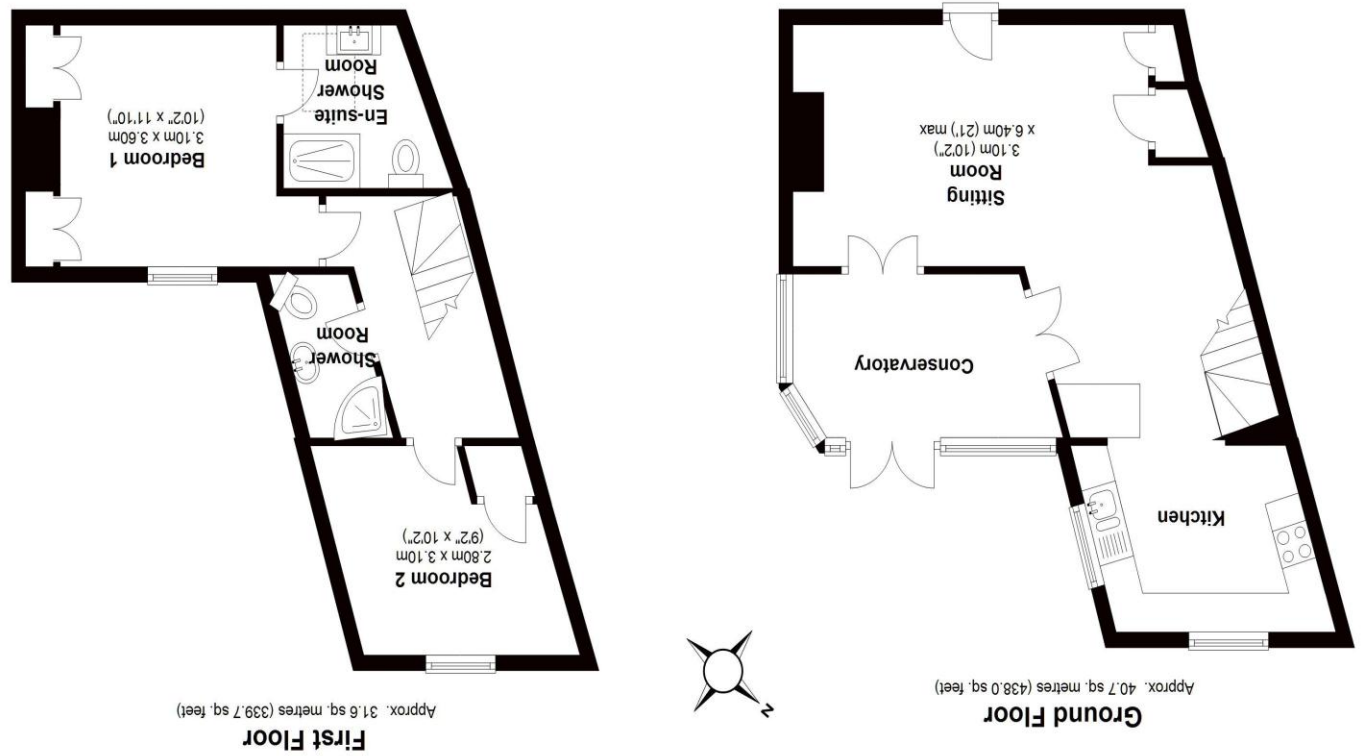 Ground Floor
Approx. 40.7 sq. metres (438.0 sq. feet)
Kitchen
Conservatory
Sitting
Room
3.10m (10'2")
x 6.40m (21') max
First Floor
Approx. 31.6 sq. metres (339.7 sq. feet)
Bedroom 2
2.80m x 3.10m
(9'2" x 10'2")
Shower
Room
Bedroom 1
3.10m x 3.60m
(10'2" x 11'10")
En-suite
Shower
Room
N